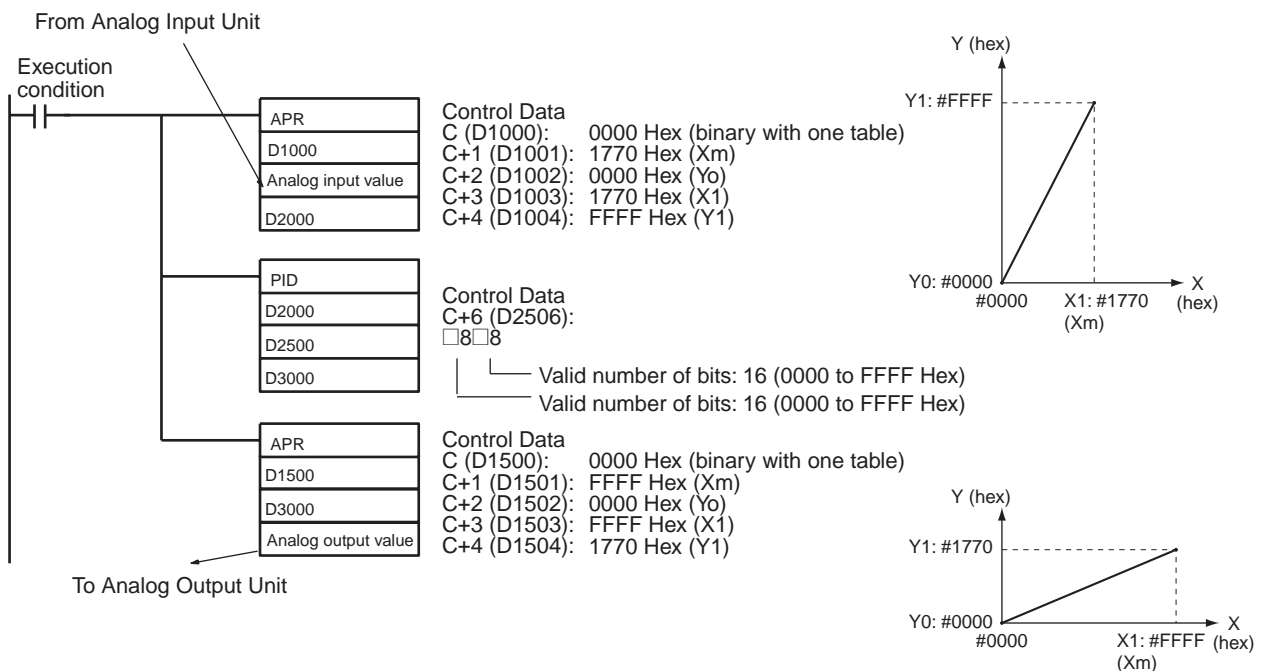 From Analog Input Unit
Execution
condition
APR
D1000
Analog input value
D2000
Control Data
C (D1000): 0000 Hex (binary with one table)
C+1 (D1001): 1770 Hex (Xm)
C+2 (D1002): 0000 Hex (Yo)
C+3 (D1003): 1770 Hex (X1)
C+4 (D1004): FFFF Hex (Y1)
Y (hex)
Y1: #FFFF
Y0: #0000
#0000
X1: #1770
(Xm)
X
(hex)
PID
D2000
D2500
D3000
Control Data
C+6 (D2506):
□8□8
Valid number of bits: 16 (0000 to FFFF Hex)
Valid number of bits: 16 (0000 to FFFF Hex)
APR
D1500
D3000
Analog output value
To Analog Output Unit
Control Data
C (D1500): 0000 Hex (binary with one table)
C+1 (D1501): FFFF Hex (Xm)
C+2 (D1502): 0000 Hex (Yo)
C+3 (D1503): FFFF Hex (X1)
C+4 (D1504): 1770 Hex (Y1)
Y (hex)
Y1: #1770
Y0: #0000
#0000
X1: #FFFF
(Xm)
X
(hex)